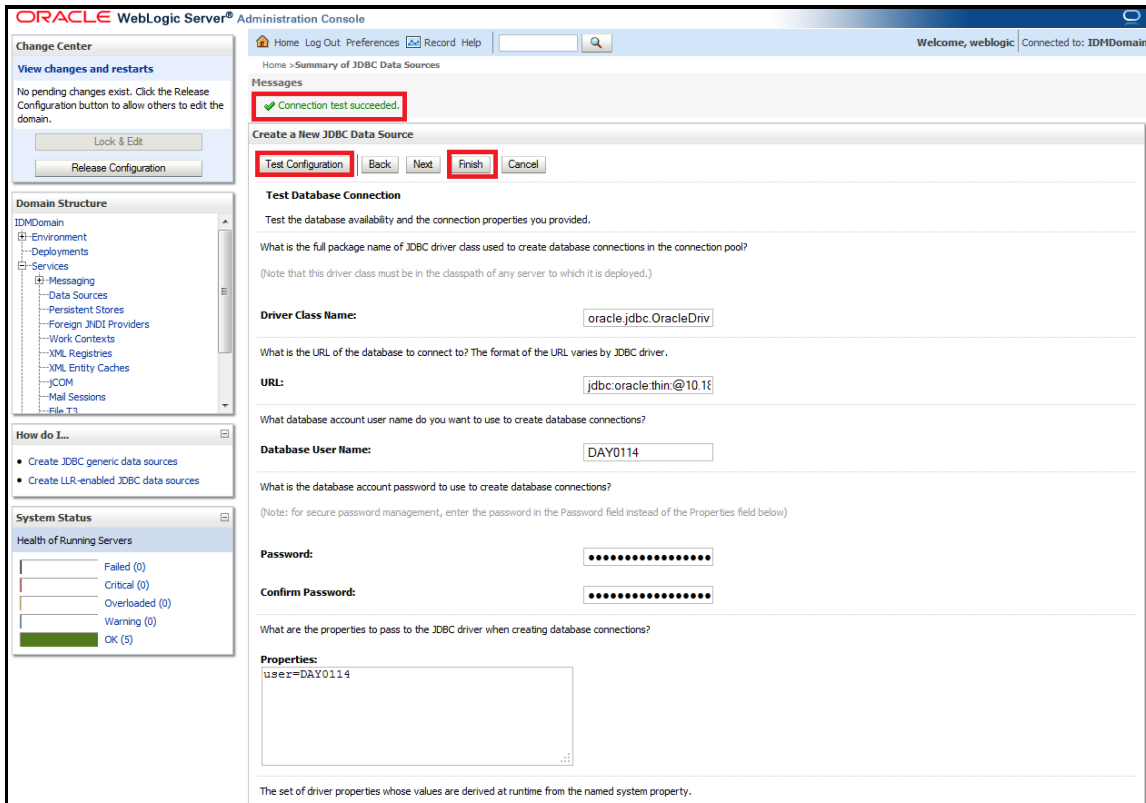 ORACLE WebLogic Server® Administration Console
Change Center
View changes and restarts
No pending changes exist. Click the Release
Configuration button to allow others to edit the
domain.
Lock & Edit
Release Configuration
Domain Structure
IDMDomain
Environment
Deployments
Services
Messaging
Data Sources
Persistent Stores
Foreign JNDI Providers
Work Contexts
XML Registries
XML Entity Caches
jCOM
Mail Sessions
File T3
How do I...
Create JDBC generic data sources
Create LLR-enabled JDBC data sources
System Status
Health of Running Servers
Failed (0)
Critical (0)
Overloaded (0)
Warning (0)
OK (5)
Home Log Out Preferences Record Help
Welcome, weblogic Connected to: IDMDomain
Home >Summary of JDBC Data Sources
Messages
Connection test succeeded.
Create a New JDBC Data Source
Test Configuration Back Next Finish Cancel
Test Database Connection
Test the database availability and the connection properties you provided.
What is the full package name of JDBC driver class used to create database connections in the connection pool?
(Note that this driver class must be in the classpath of any server to which it is deployed.)
Driver Class Name: oracle.jdbc.OracleDriv
What is the URL of the database to connect to? The format of the URL varies by JDBC driver.
URL: jdbc:oracle:thin:@10.18
What database account user name do you want to use to create database connections?
Database User Name: DAY0114
What is the database account password to use to create database connections?
(Note: for secure password management, enter the password in the Password field instead of the Properties field below)
Password: •••••••••••••••••
Confirm Password: •••••••••••••••••
What are the properties to pass to the JDBC driver when creating database connections?
Properties:
user=DAY0114
The set of driver properties whose values are derived at runtime from the named system property.